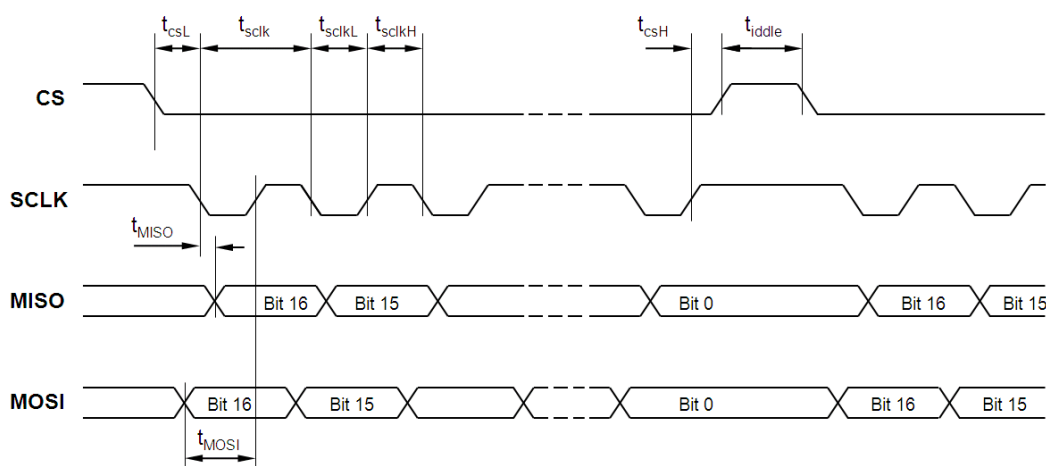 tcsL tsclk tsclkL tsclkH tcsH tiddle
CS
SCLK
tMISO
MISO Bit 16 Bit 15 Bit 0 Bit 16 Bit 15
MOSI Bit 16 Bit 15 Bit 0 Bit 16 Bit 15
tMOSI